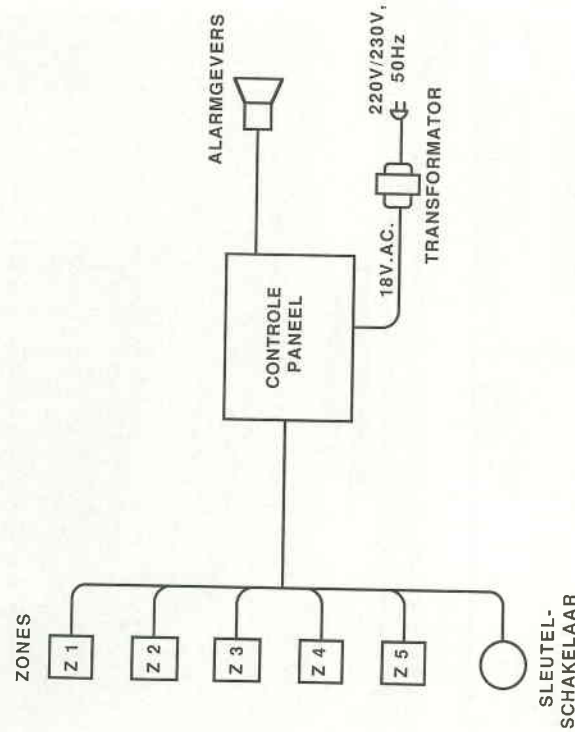 ZONES
Z 1
Z 2
Z 3
Z 4
Z 5
SLEUTEL-
SCHAKELAAR
CONTROLE
PANEEL
ALARMGEVERS
18V.AC.
220V/230V,
50Hz
TRANSFORMATOR